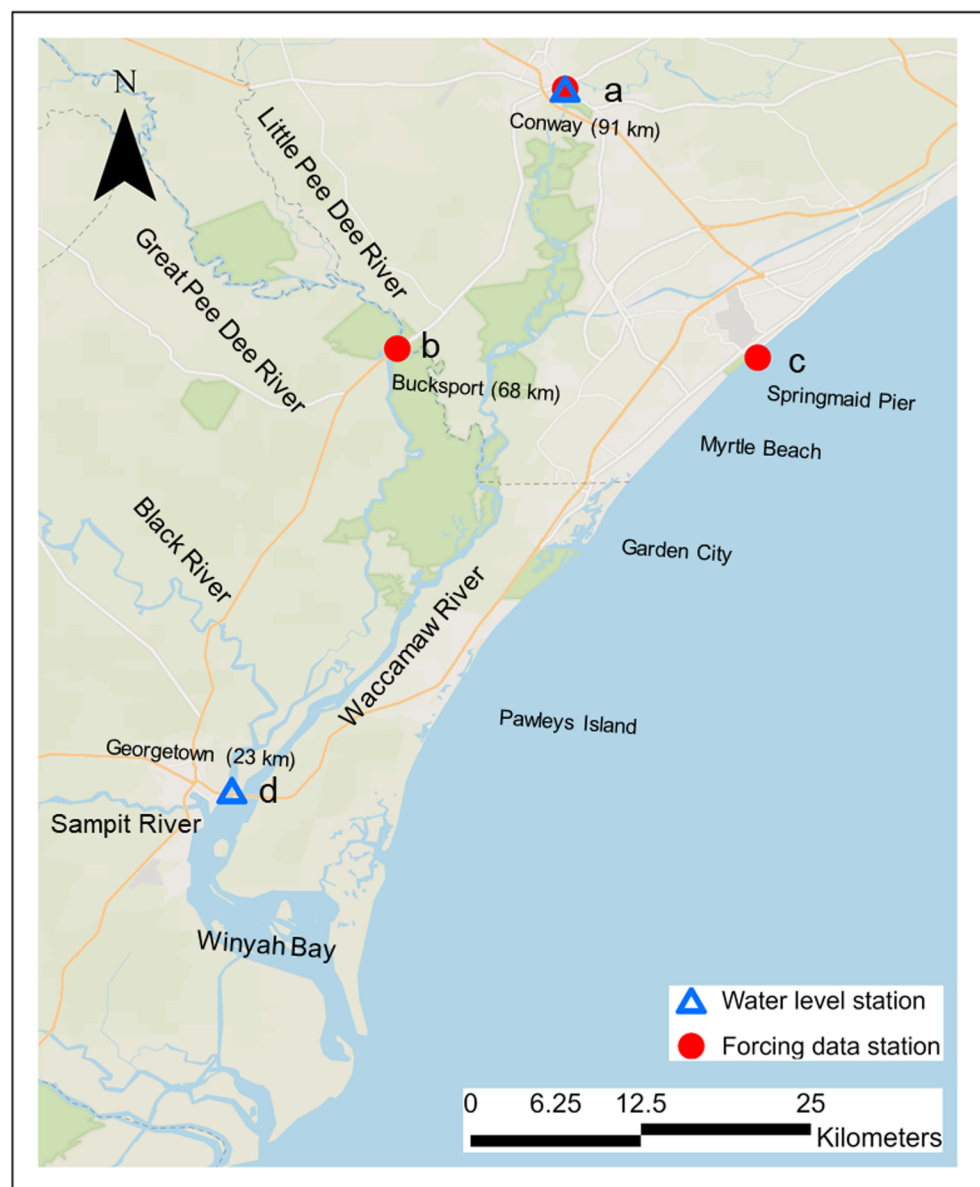 N
a
Conway (91 km)
Little Pee Dee River
Great Pee Dee River
b
Bucksport (68 km)
c
Springmaid Pier
Myrtle Beach
Black River
Garden City
Waccamaw River
Pawleys Island
Georgetown (23 km)
d
Sampit River
Winyah Bay
Water level station
Forcing data station
0 6.25 12.5 25
Kilometers